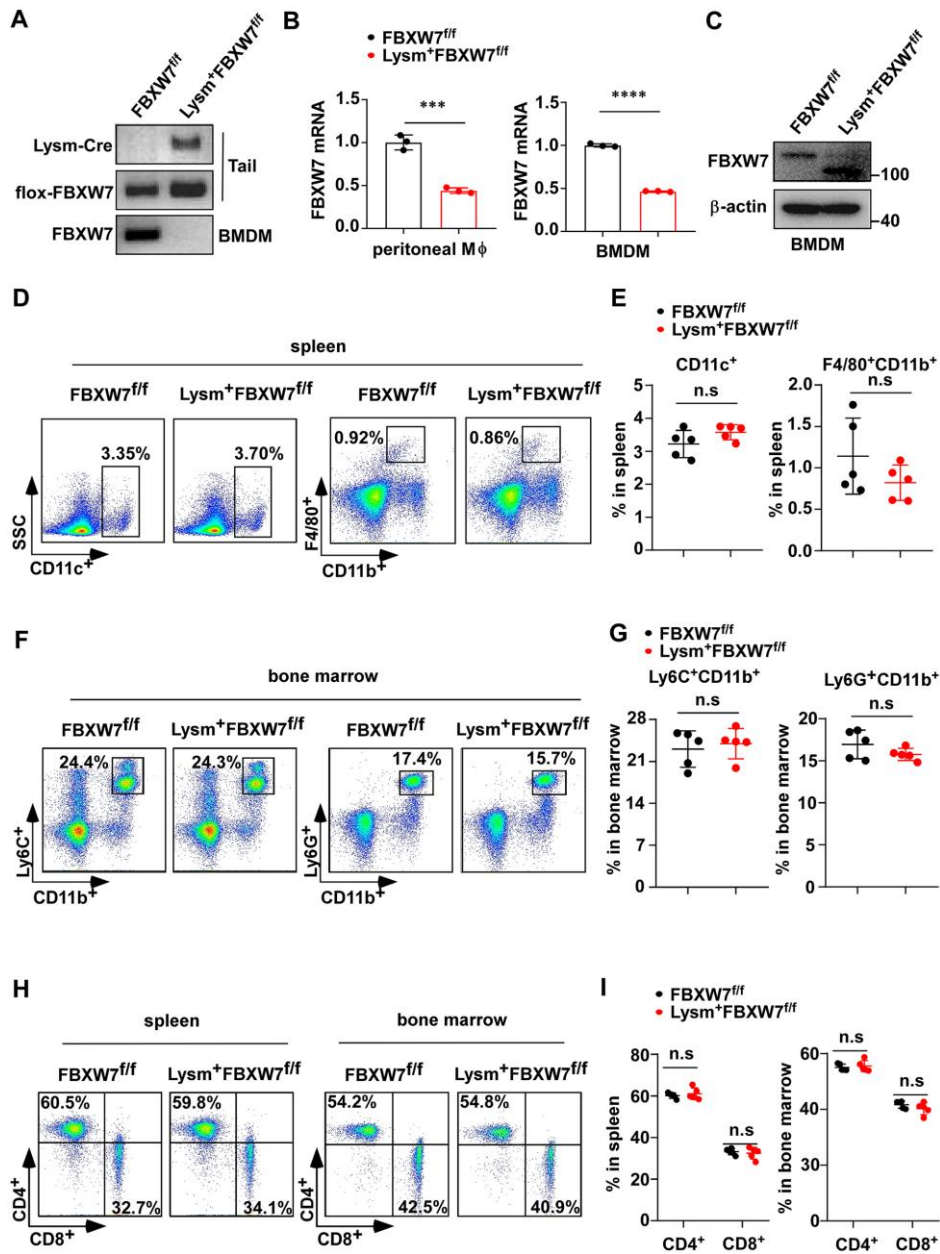 A
FBXW7f/f
Lysm+FBXW7f/f
Lysm-Cre
flox-FBXW7
Tail
FBXW7
BMDM
B
FBXW7f/f
Lysm+FBXW7f/f
FBXW7 mRNA
1.5
1.0
0.5
0.0
***
peritoneal Mϕ
FBXW7 mRNA
1.5
1.0
0.5
0.0
****
BMDM
C
FBXW7f/f
Lysm+FBXW7f/f
FBXW7
-100
β-actin
-40
BMDM
D
spleen
FBXW7f/f
Lysm+FBXW7f/f
FBXW7f/f
Lysm+FBXW7f/f
3.35%
3.70%
0.92%
0.86%
SSC
CD11c+
F4/80+
CD11b+
E
FBXW7f/f
Lysm+FBXW7f/f
CD11c+
n.s
% in spleen
5
4
3
2
1
0
F4/80+CD11b+
n.s
% in spleen
2.0
1.5
1.0
0.5
0.0
F
bone marrow
FBXW7f/f
Lysm+FBXW7f/f
FBXW7f/f
Lysm+FBXW7f/f
24.4%
24.3%
17.4%
15.7%
Ly6C+
CD11b+
Ly6G+
CD11b+
G
FBXW7f/f
Lysm+FBXW7f/f
Ly6C+CD11b+
n.s
% in bone marrow
28
21
14
7
0
Ly6G+CD11b+
n.s
% in bone marrow
20
15
10
5
0
H
spleen
bone marrow
FBXW7f/f
Lysm+FBXW7f/f
FBXW7f/f
Lysm+FBXW7f/f
60.5%
59.8%
54.2%
54.8%
32.7%
34.1%
42.5%
40.9%
CD4+
CD8+
CD4+
CD8+
I
FBXW7f/f
Lysm+FBXW7f/f
% in spleen
80
60
40
20
0
n.s
n.s
CD4+
CD8+
% in bone marrow
60
40
20
0
n.s
n.s
CD4+
CD8+